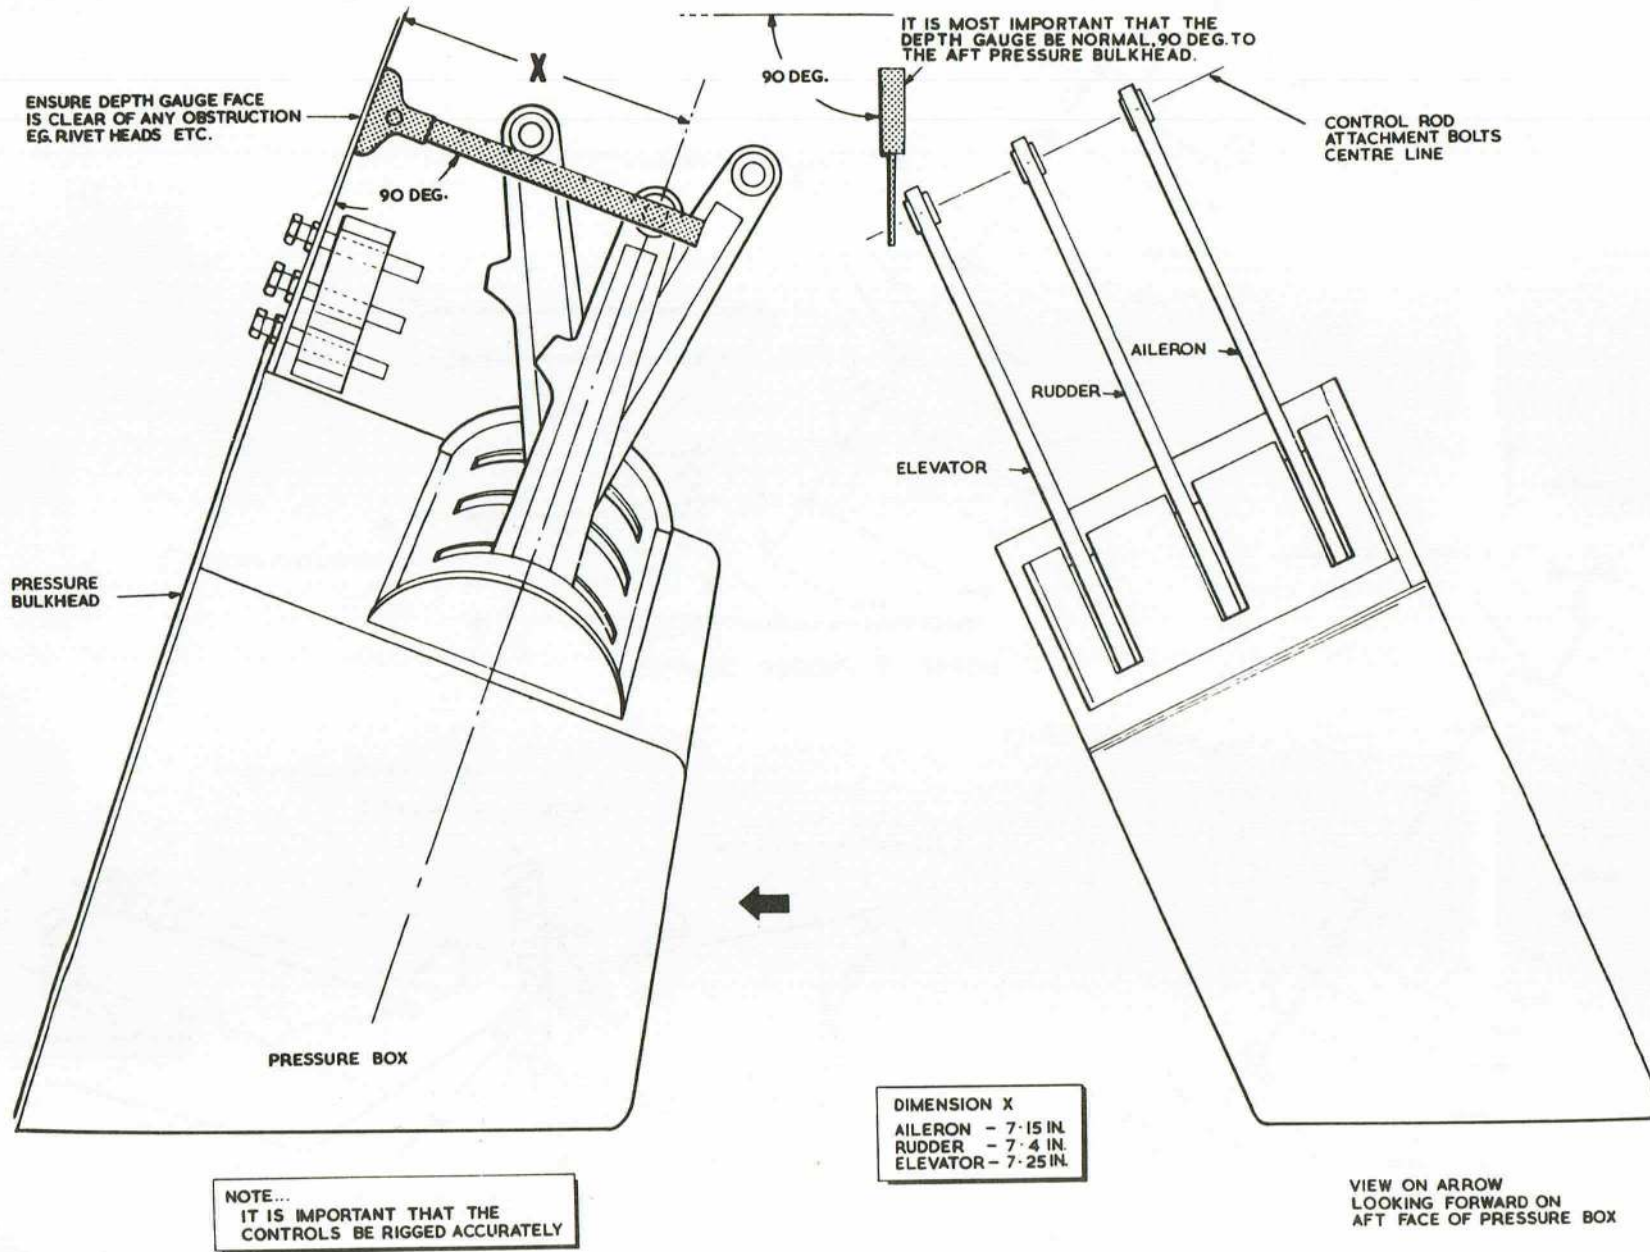 IT IS MOST IMPORTANT THAT THE
DEPTH GAUGE BE NORMAL, 90 DEG. TO
THE AFT PRESSURE BULKHEAD.
X
90 DEG.
ENSURE DEPTH GAUGE FACE
IS CLEAR OF ANY OBSTRUCTION
EG. RIVET HEADS ETC.
CONTROL ROD
ATTACHMENT BOLTS
CENTRE LINE
90 DEG.
AILERON
RUDDER
ELEVATOR
PRESSURE
BULKHEAD
PRESSURE BOX
DIMENSION X
AILERON - 7·15 IN.
RUDDER - 7·4 IN.
ELEVATOR - 7·25 IN.
NOTE...
IT IS IMPORTANT THAT THE
CONTROLS BE RIGGED ACCURATELY
VIEW ON ARROW
LOOKING FORWARD ON
AFT FACE OF PRESSURE BOX